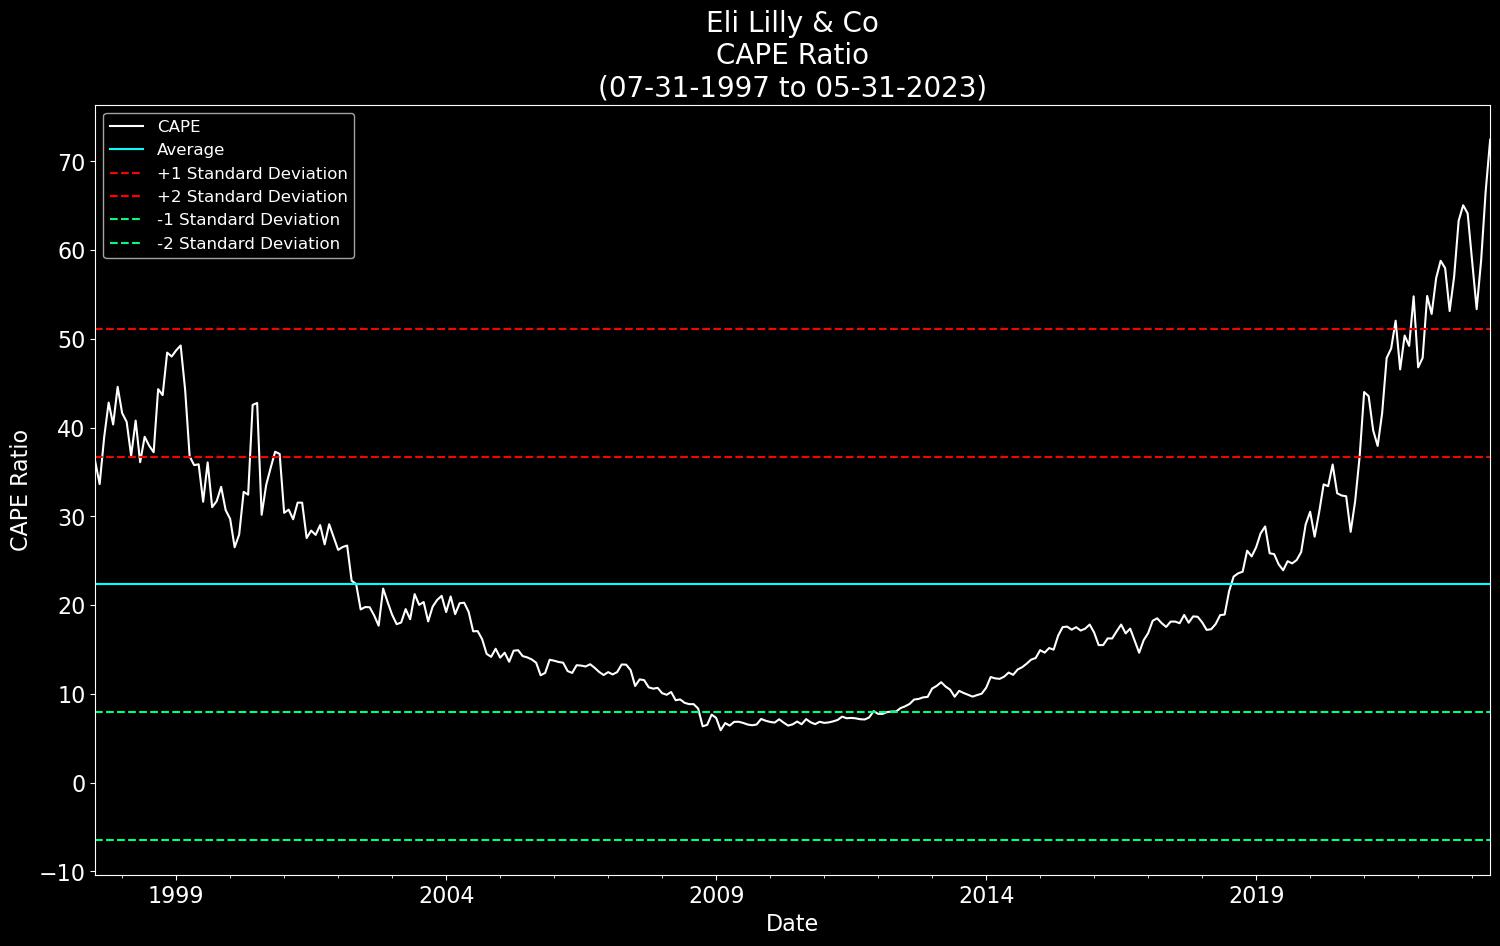 Eli Lilly & Co
CAPE Ratio
(07-31-1997 to 05-31-2023)
CAPE
Average
+1 Standard Deviation
+2 Standard Deviation
-1 Standard Deviation
-2 Standard Deviation
CAPE Ratio
70
60
50
40
30
20
10
0
−10
1999
2004
2009
2014
2019
Date